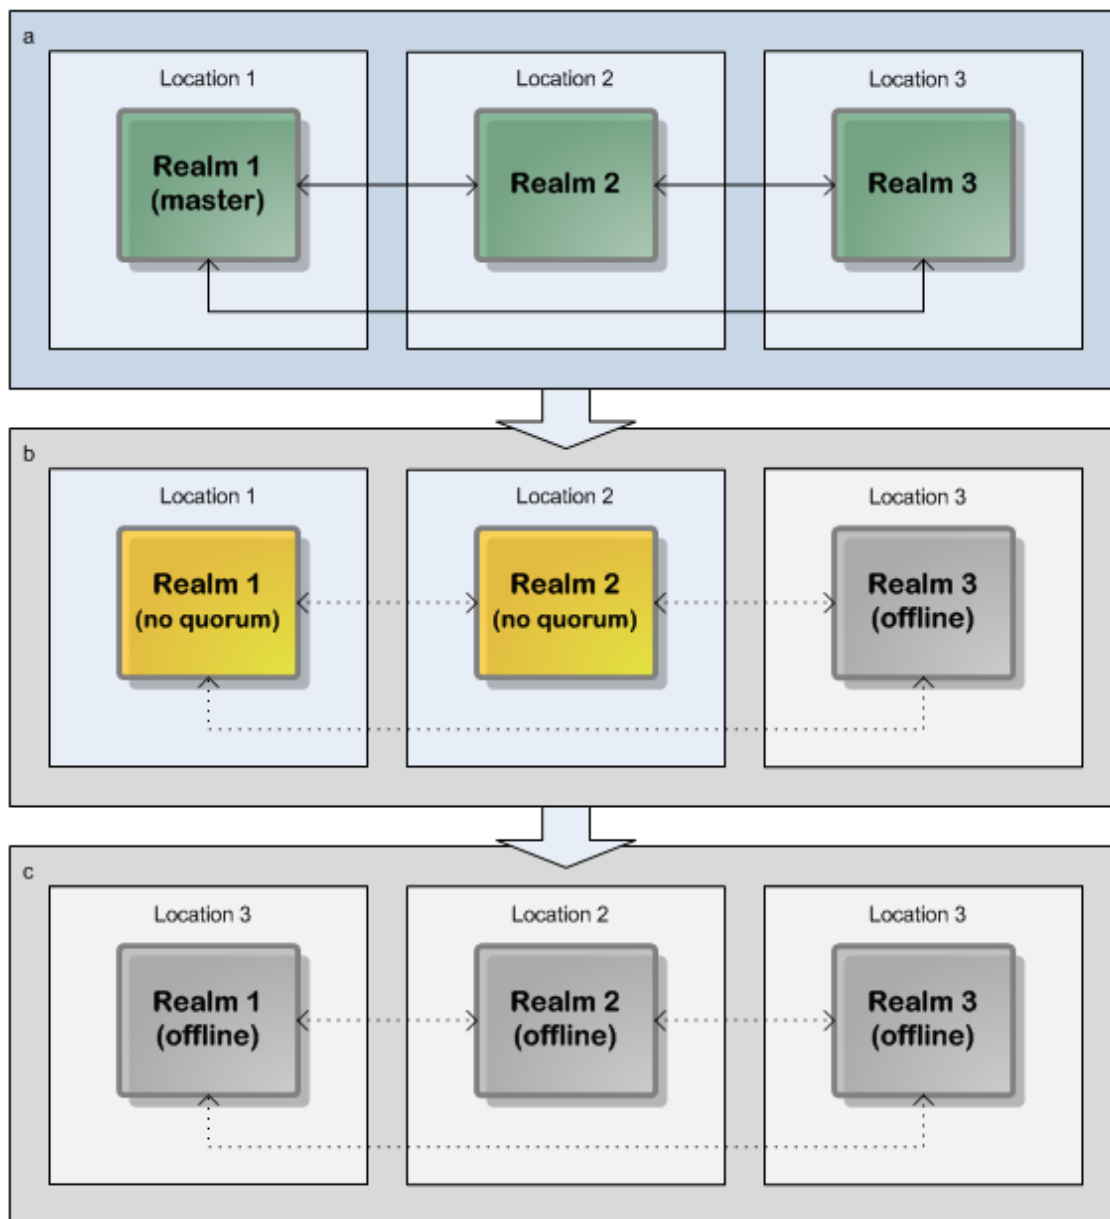 a
Location 1
Location 2
Location 3
Realm 1
(master)
Realm 2
Realm 3
b
Location 1
Location 2
Location 3
Realm 1
(no quorum)
Realm 2
(no quorum)
Realm 3
(offline)
c
Location 3
Location 2
Location 3
Realm 1
(offline)
Realm 2
(offline)
Realm 3
(offline)